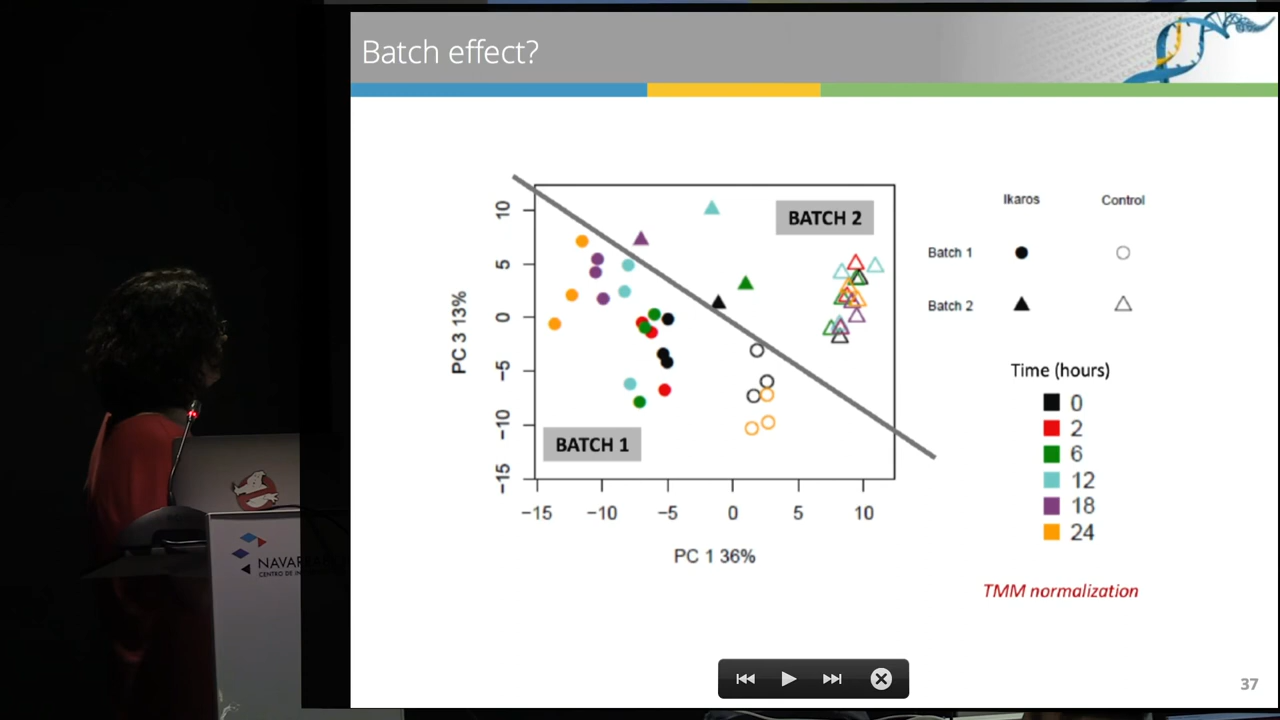 Batch effect?
BATCH 2
BATCH 1
10
5
0
−5
−10
−15
PC 3 13%
−15 −10 −5 0 5 10
PC 1 36%
Ikaros Control
Batch 1
Batch 2
Time (hours)
0
2
6
12
18
24
TMM normalization
37
CENTRO DE